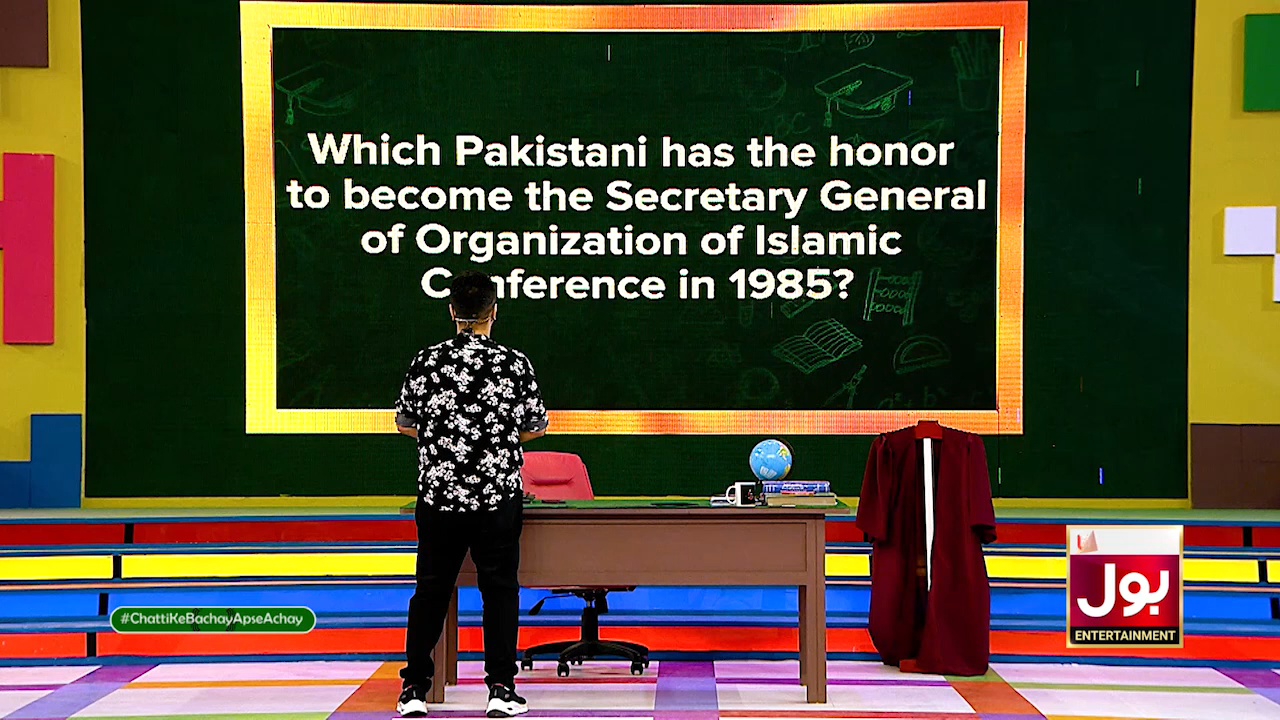 Which Pakistani has the honor
to become the Secretary General
of Organization of Islamic
Conference in 1985?
#ChattiKeBachayApseAchay
بول
ENTERTAINMENT